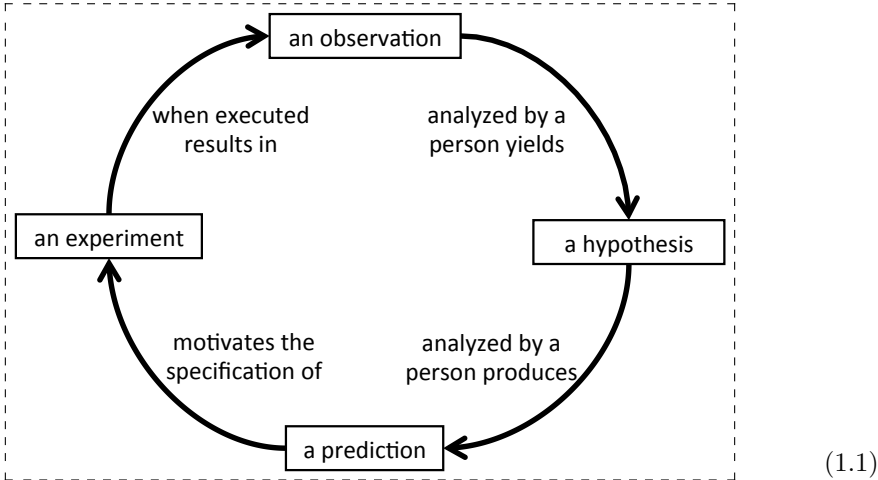 an observation
when executed
results in
analyzed by a
person yields
an experiment
a hypothesis
motivates the
specification of
analyzed by a
person produces
a prediction
(1.1)